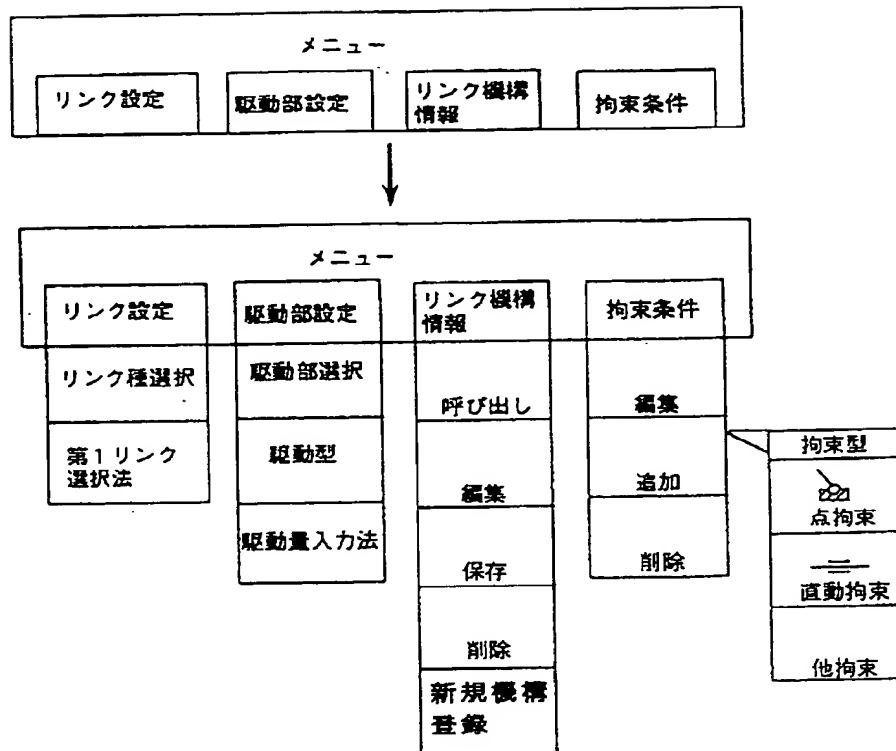 メニュー
リンク設定
駆動部設定
リンク機構
情報
拘束条件
メニュー
リンク設定
駆動部設定
リンク機構
情報
拘束条件
リンク種選択
第1リンク
選択法
駆動部選択
駆動型
駆動量入力法
呼び出し
編集
保存
削除
新規機構
登録
編集
追加
削除
拘束型
点拘束
直動拘束
他拘束